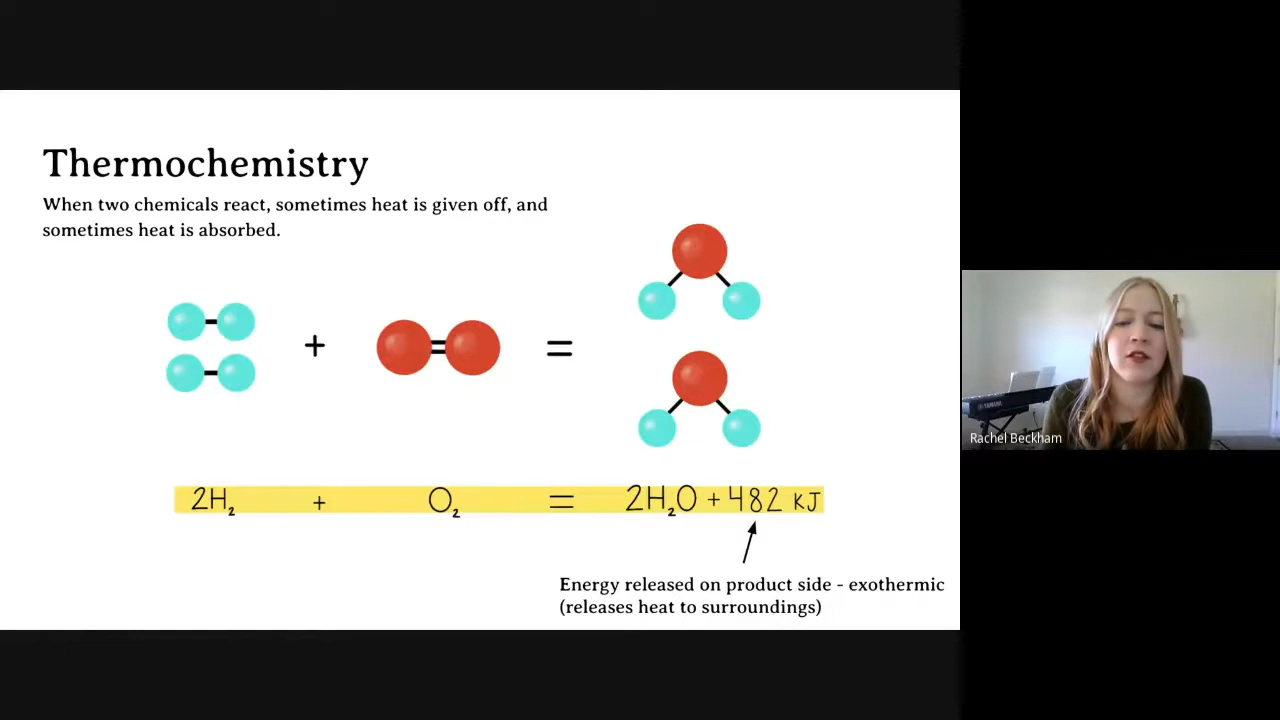 Thermochemistry
When two chemicals react, sometimes heat is given off, and
sometimes heat is absorbed.
+ =
2H₂ + O₂ = 2H₂O + 482 KJ
Energy released on product side - exothermic
(releases heat to surroundings)
YAMAHA
Rachel Beckham